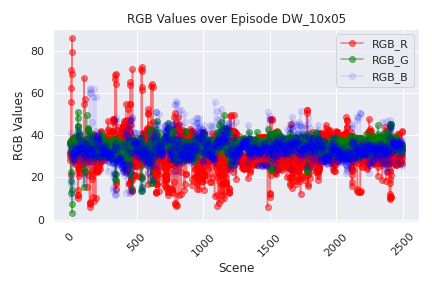 RGB Values over Episode DW_10x05
RGB_R
RGB_G
RGB_B
RGB Values
80
60
40
20
0
0
500
1000
1500
2000
2500
Scene